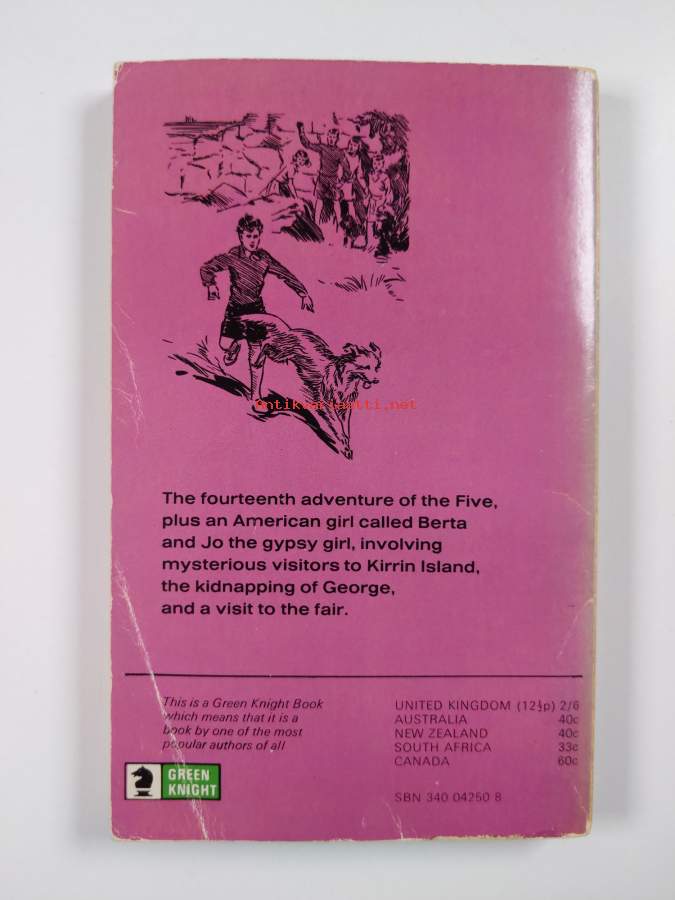 Antikvariaatti.net
The fourteenth adventure of the Five,
plus an American girl called Berta
and Jo the gypsy girl, involving
mysterious visitors to Kirrin Island,
the kidnapping of George,
and a visit to the fair.
This is a Green Knight Book
which means that it is a
book by one of the most
popular authors of all
GREEN
KNIGHT
UNITED KINGDOM (12½p) 2/6
AUSTRALIA 40c
NEW ZEALAND 40c
SOUTH AFRICA 33c
CANADA 60c
SBN 340 04250 8